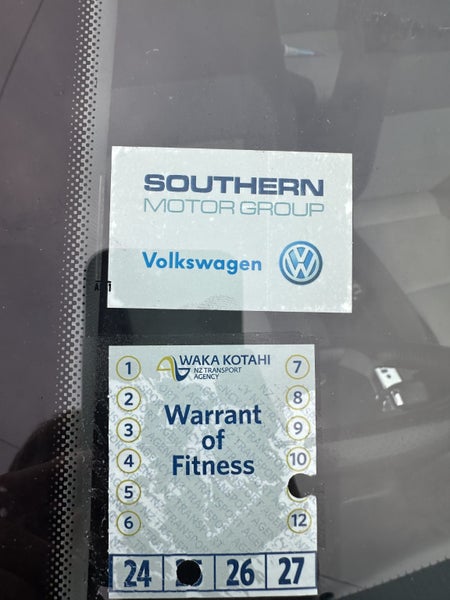 SOUTHERN
MOTOR GROUP
Volkswagen
WAKA KOTAHI
NZ TRANSPORT
AGENCY
Warrant
of
Fitness
1
2
3
4
5
6
7
8
9
10
12
24 26 27